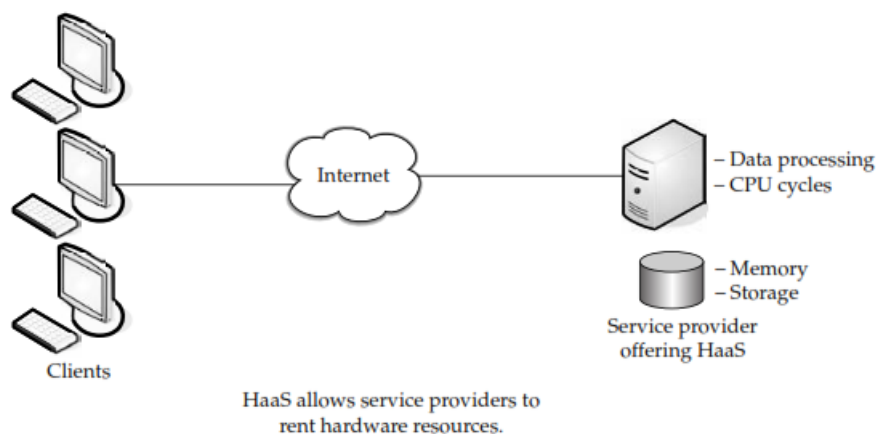 Internet
– Data processing
– CPU cycles
– Memory
– Storage
Service provider
offering HaaS
Clients
HaaS allows service providers to
rent hardware resources.